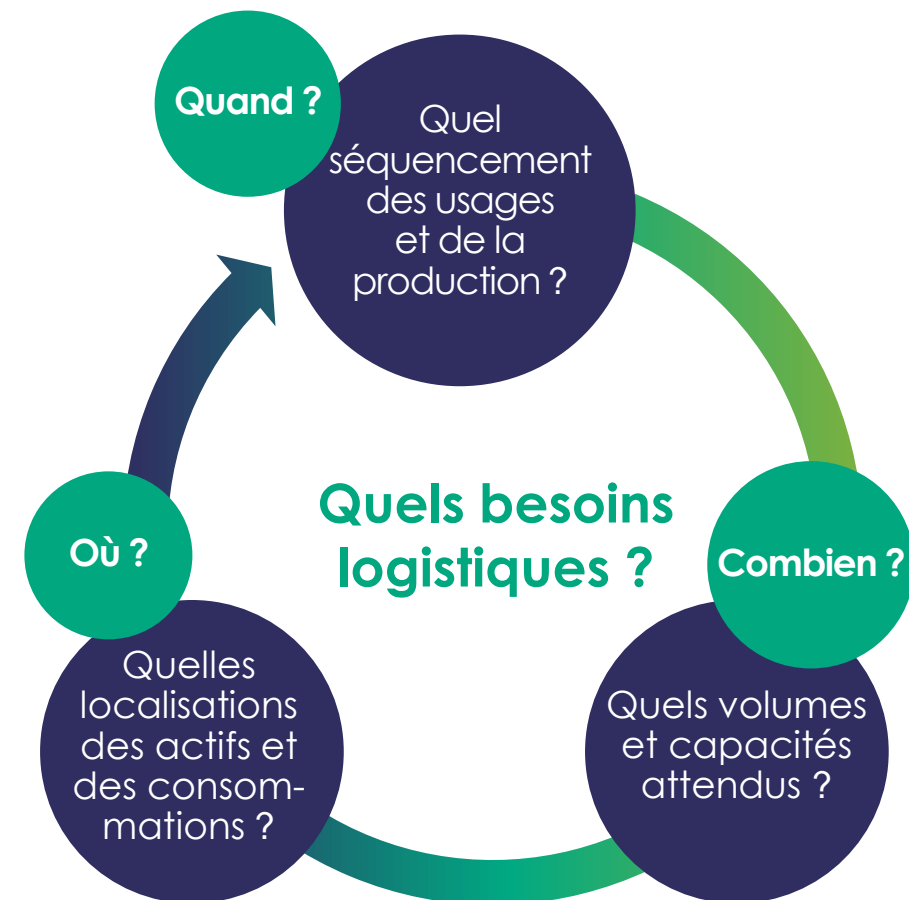 Quand ?
Quel
séquencement
des usages
et de la
production ?
Quels besoins
logistiques ?
Combien ?
Quels volumes
et capacités
attendus ?
Où ?
Quelles
localisations
des actifs et
des consom-
mations ?